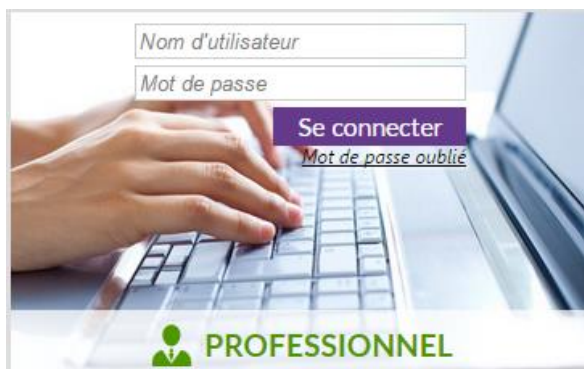 Nom d'utilisateur
Mot de passe
Se connecter
Mot de passe oublié
PROFESSIONNEL